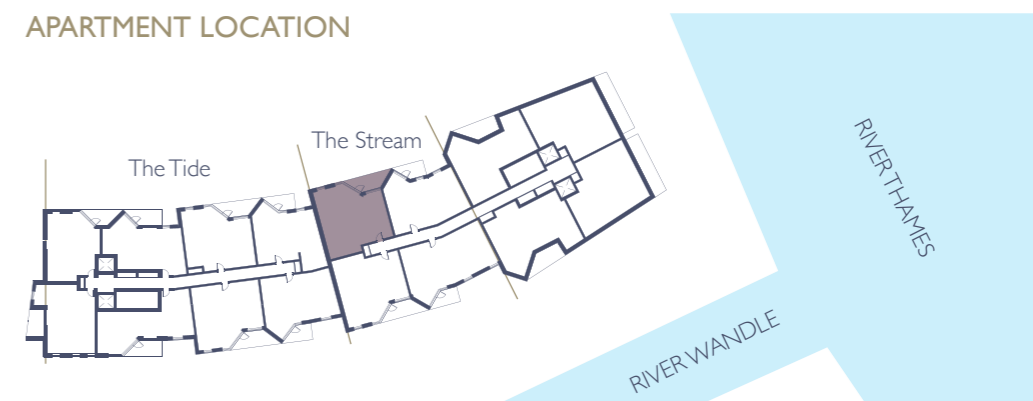 APARTMENT LOCATION
The Stream
The Tide
RIVER THAMES
RIVER WANDLE